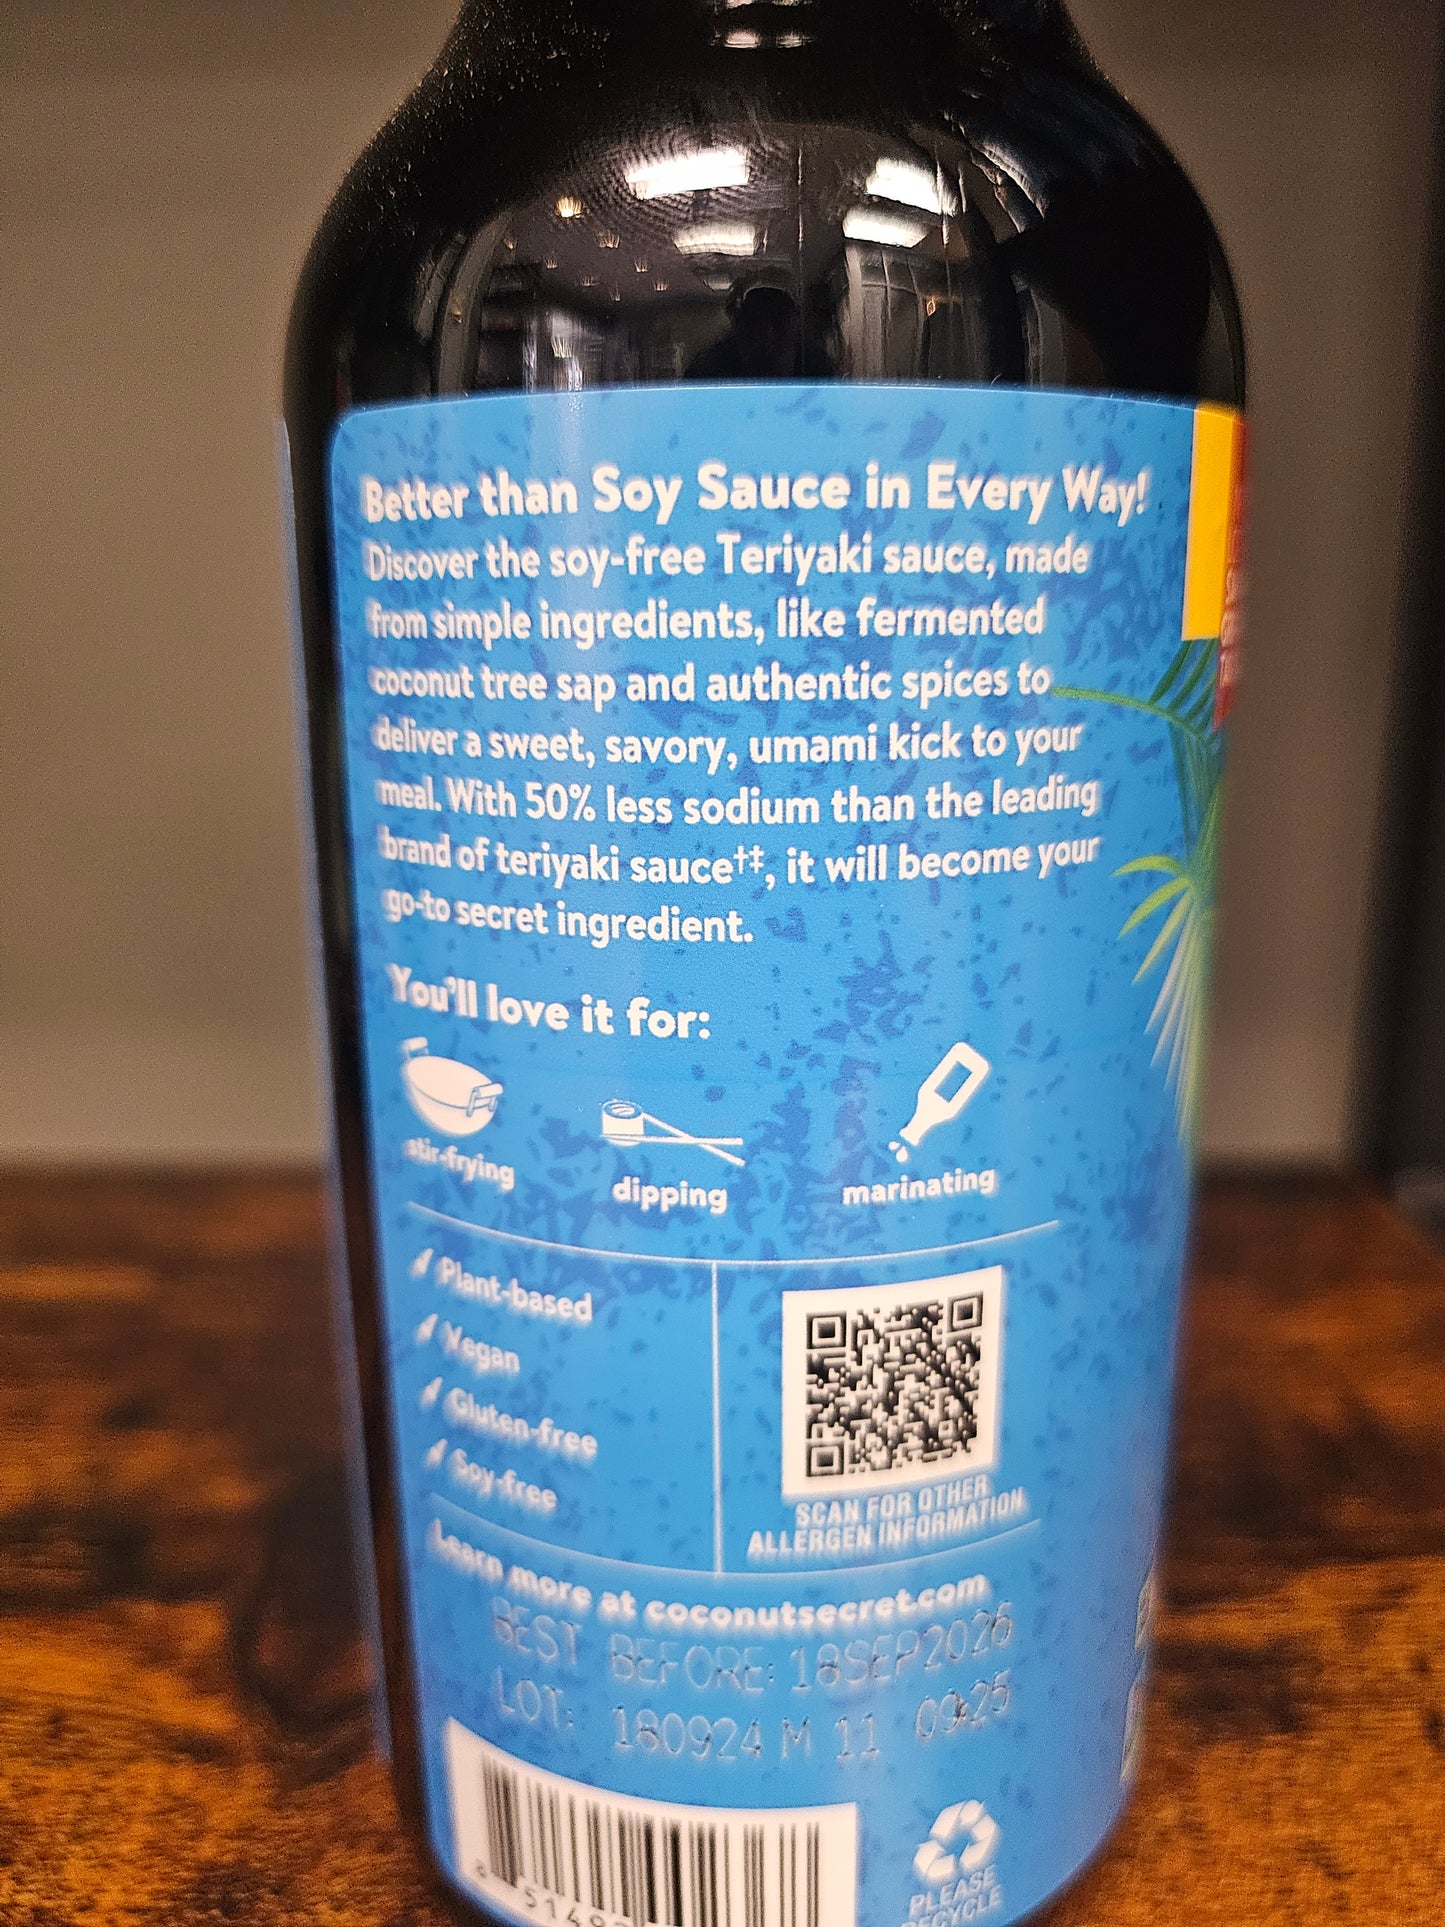 Better than Soy Sauce in Every Way!
Discover the soy-free Teriyaki sauce, made
from simple ingredients, like fermented
coconut tree sap and authentic spices to
deliver a sweet, savory, umami kick to your
meal. With 50% less sodium than the leading
brand of teriyaki sauce†‡, it will become your
go-to secret ingredient.
You'll love it for:
stir-frying
dipping
marinating
Plant-based
Vegan
Gluten-free
Soy-free
SCAN FOR OTHER
ALLERGEN INFORMATION
Learn more at coconutsecret.com
BEST BEFORE: 18SEP2026
LOT: 180924 M 11 09:25
PLEASE
RECYCLE